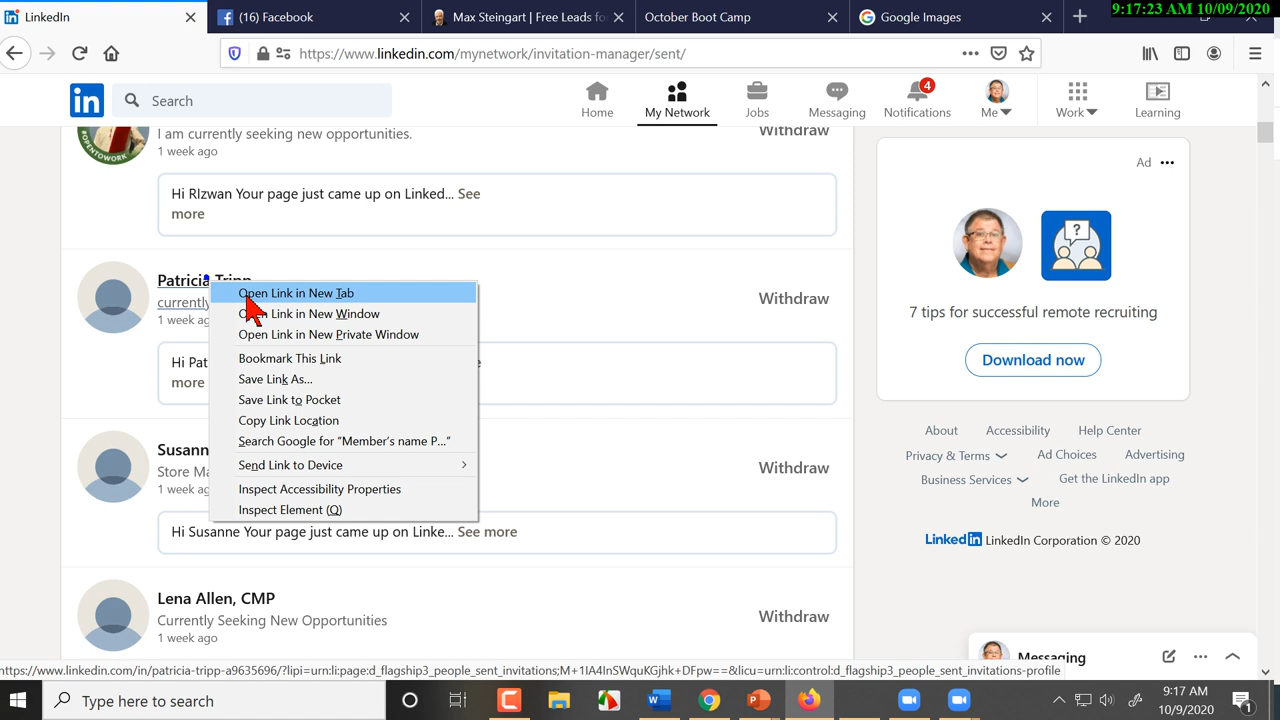 9:17:23 AM 10/09/2020
LinkedIn
(16) Facebook
Max Steingart | Free Leads fo
October Boot Camp
Google Images
https://www.linkedin.com/mynetwork/invitation-manager/sent/
in
Search
Home
My Network
Jobs
Messaging
4
Notifications
Me
Work
Learning
#OPENTOWORK
I am currently seeking new opportunities.
1 week ago
Withdraw
Hi RIzwan Your page just came up on Linked... See
more
Patricia Tripp
currently
1 week ago
Withdraw
Hi Pat
more
Open Link in New Tab
Open Link in New Window
Open Link in New Private Window
Bookmark This Link
Save Link As...
Save Link to Pocket
Copy Link Location
Search Google for “Member’s name P...”
Send Link to Device
Inspect Accessibility Properties
Inspect Element (Q)
Susann
Store Ma
1 week ago
Withdraw
Hi Susanne Your page just came up on Linke... See more
Lena Allen, CMP
Currently Seeking New Opportunities
1 week ago
Withdraw
Ad
?
7 tips for successful remote recruiting
Download now
About
Accessibility
Help Center
Privacy & Terms
Ad Choices
Advertising
Business Services
Get the LinkedIn app
More
LinkedIn LinkedIn Corporation © 2020
Messaging
https://www.linkedin.com/in/patricia-tripp-a9635696/?lipi=urn:li:page:d_flagship3_people_sent_invitations;M+1IA4InSWquKGjhk+DFpw==&licu=urn:li:control:d_flagship3_people_sent_invitations-profile
Type here to search
9:17 AM
10/9/2020
1